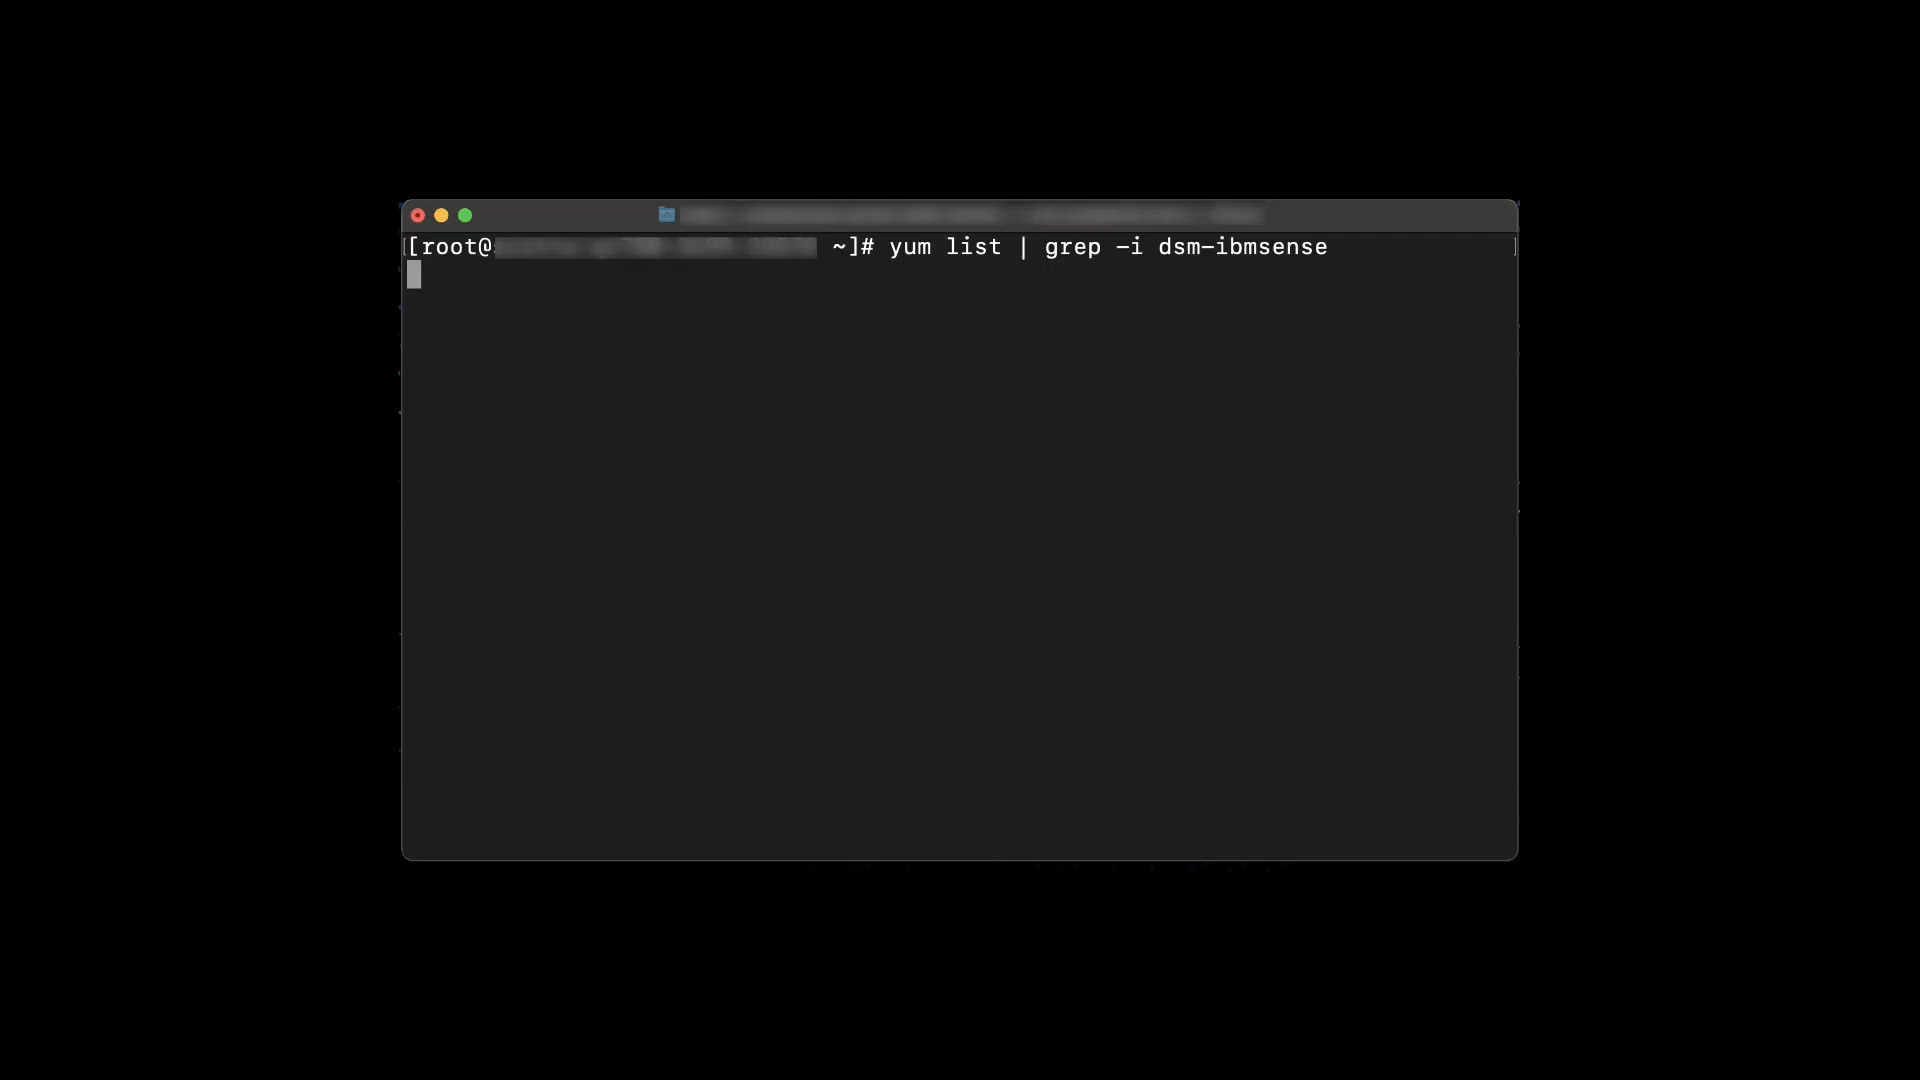 [root@ ~]# yum list | grep -i dsm-ibmsense